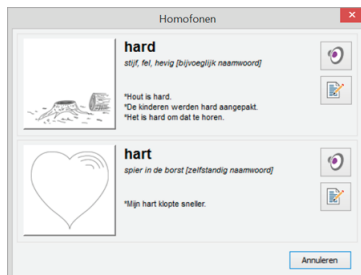 Homofonen
hard
stijf, fel, hevig [bijvoeglijk naamwoord]
*Hout is hard.
*De kinderen werden hard aangepakt.
*Het is hard om dat te horen.
hart
spier in de borst [zelfstandig naamwoord]
*Mijn hart klopte sneller.
Annuleren